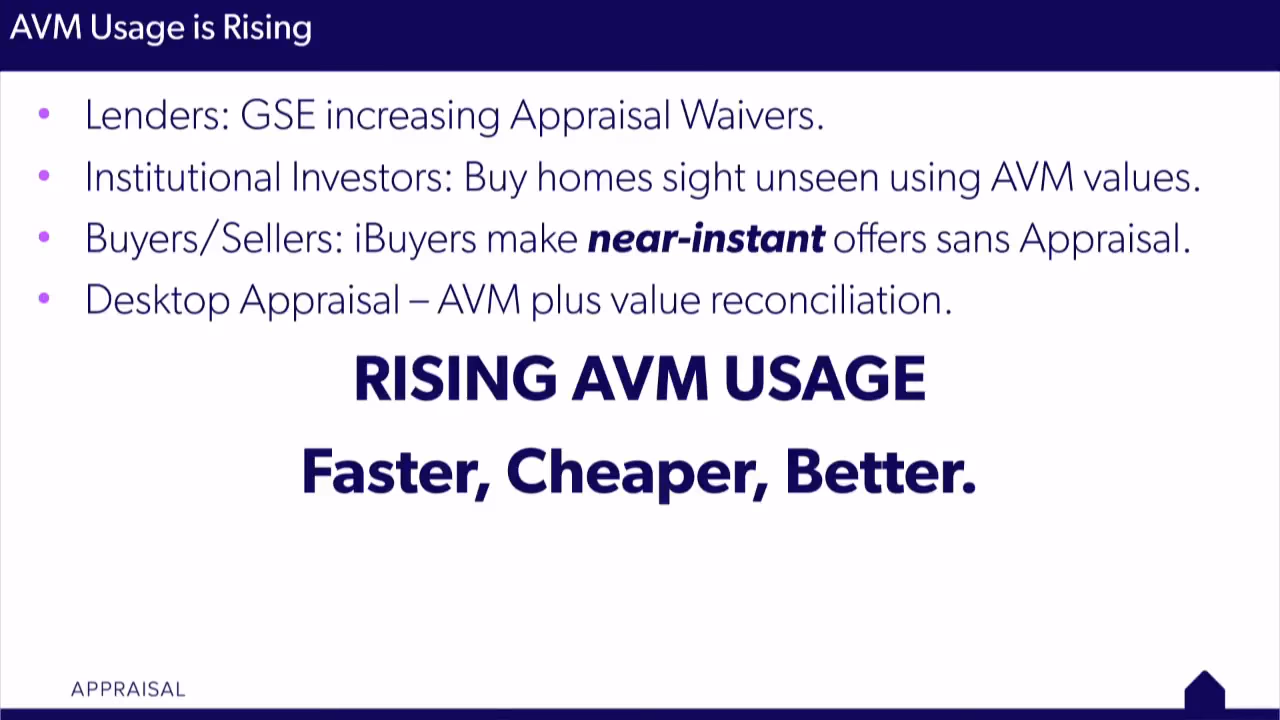 AVM Usage is Rising
• Lenders: GSE increasing Appraisal Waivers.
• Institutional Investors: Buy homes sight unseen using AVM values.
• Buyers/Sellers: iBuyers make near-instant offers sans Appraisal.
• Desktop Appraisal – AVM plus value reconciliation.
RISING AVM USAGE
Faster, Cheaper, Better.
APPRAISAL